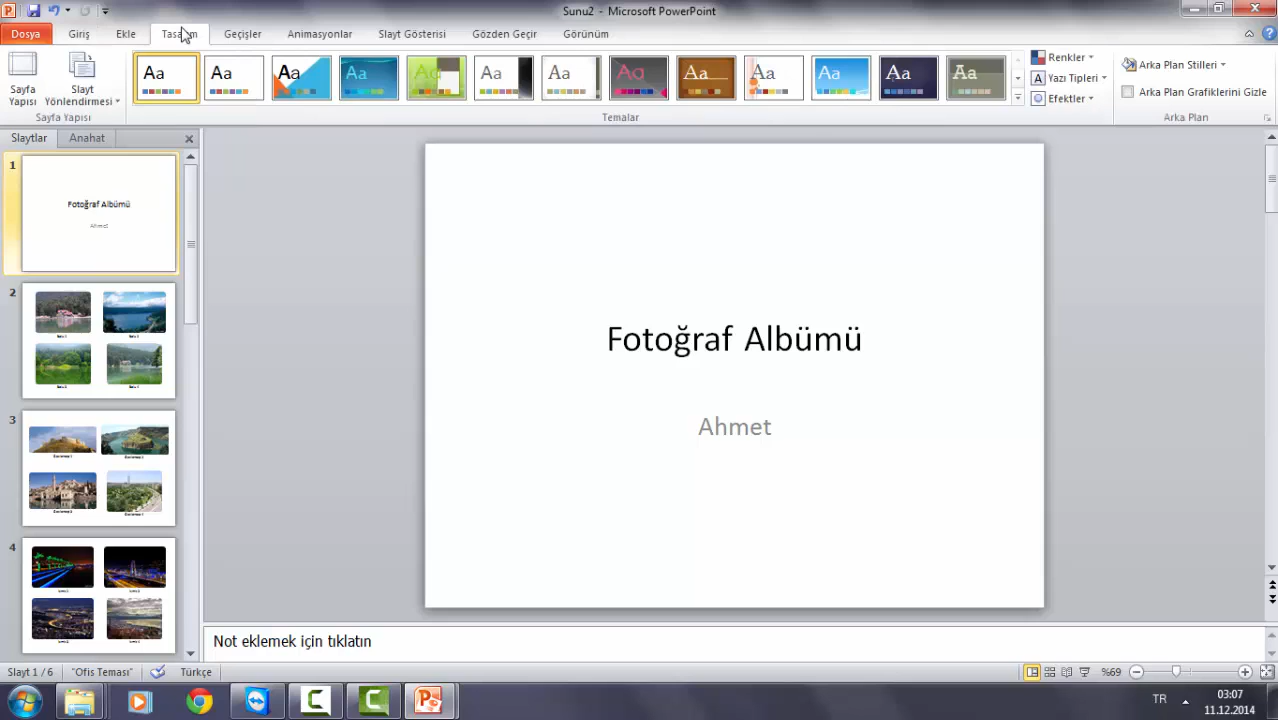 Sunu2 - Microsoft PowerPoint
Dosya Giriş Ekle Tasarım Geçişler Animasyonlar Slayt Gösterisi Gözden Geçir Görünüm
Sayfa Yapısı
Slayt Yönlendirmesi
Sayfa Yapısı
Aa Aa Aa Aa Aa Aa Aa Aa Aa Aa Aa Aa Aa
Temalar
Renkler
Yazı Tipleri
Efektler
Arka Plan Stilleri
Arka Plan Grafiklerini Gizle
Arka Plan
Slaytlar Anahat
1
Fotoğraf Albümü
Ahmet
2
3
4
Fotoğraf Albümü
Ahmet
Not eklemek için tıklatın
Slayt 1 / 6 "Ofis Teması" Türkçe %69
TR 03:07
11.12.2014